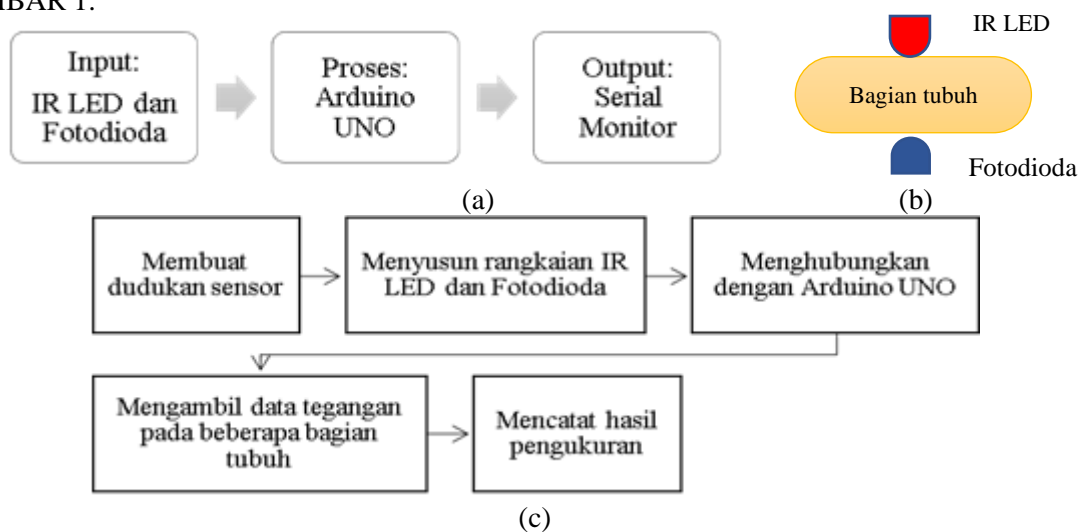 Input:
IR LED dan
Fotodioda
Proses:
Arduino
UNO
Output:
Serial
Monitor
(a)
IR LED
Bagian tubuh
Fotodioda
(b)
Membuat
dudukan sensor
Menyusun rangkaian IR
LED dan Fotodioda
Menghubungkan
dengan Arduino UNO
Mengambil data tegangan
pada beberapa bagian
tubuh
Mencatat hasil
pengukuran
(c)